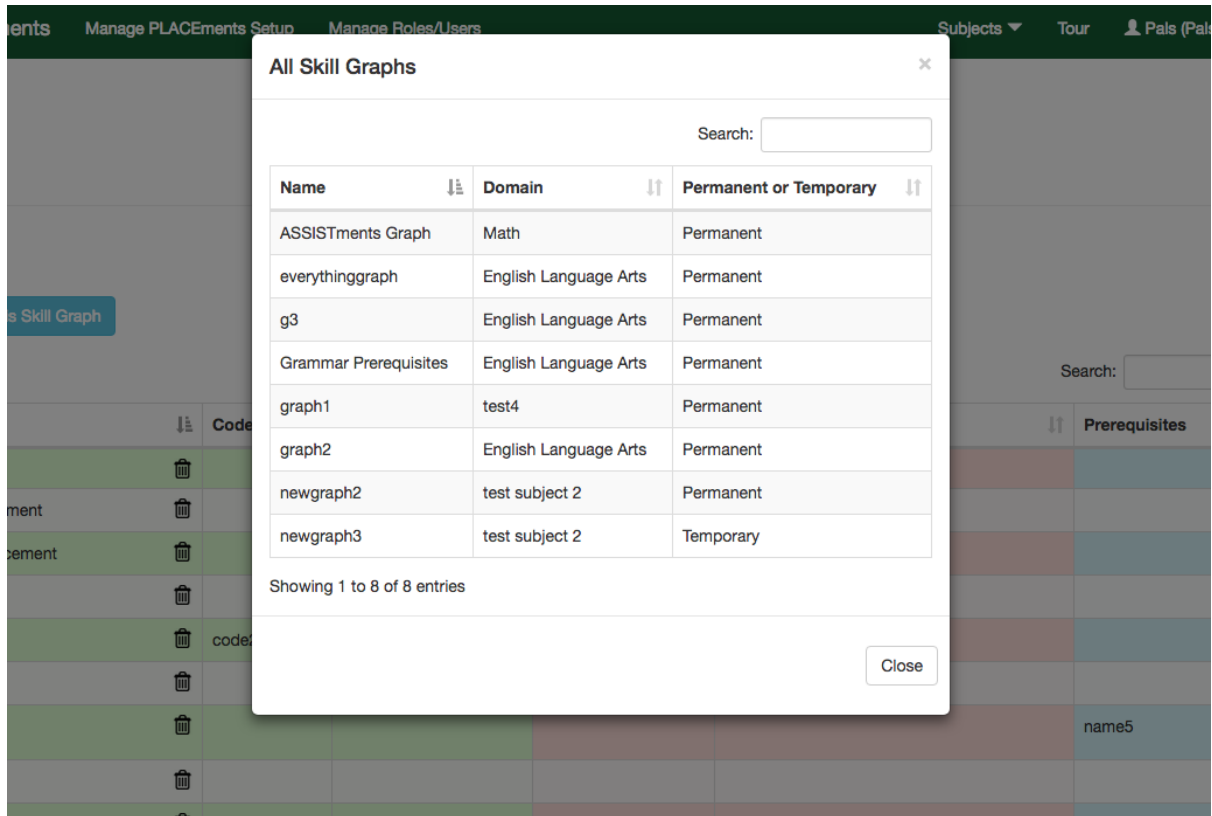 ments Manage PLACEments Setup Manage Roles/Users Subjects Tour Pals (Pals
All Skill Graphs ×
Search:
Name Domain Permanent or Temporary
ASSISTments Graph Math Permanent
everythinggraph English Language Arts Permanent
g3 English Language Arts Permanent
Grammar Prerequisites English Language Arts Permanent
graph1 test4 Permanent
graph2 English Language Arts Permanent
newgraph2 test subject 2 Permanent
newgraph3 test subject 2 Temporary
Showing 1 to 8 of 8 entries
Close
s Skill Graph
Search:
Code Prerequisites
ment
cement
code2
name5